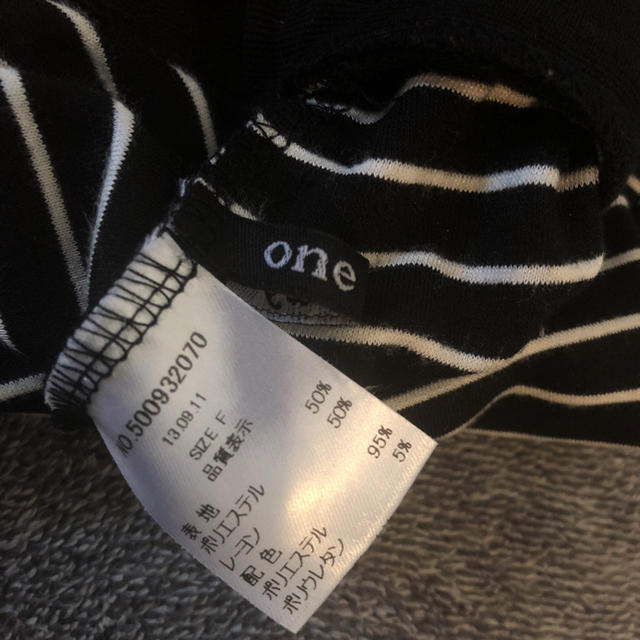 one
NO.500932070
13.08.11
SIZE F
品質表示
表 地
ポリエステル 50%
レーヨン 50%
配色
ポリエステル 95%
ポリウレタン 5%